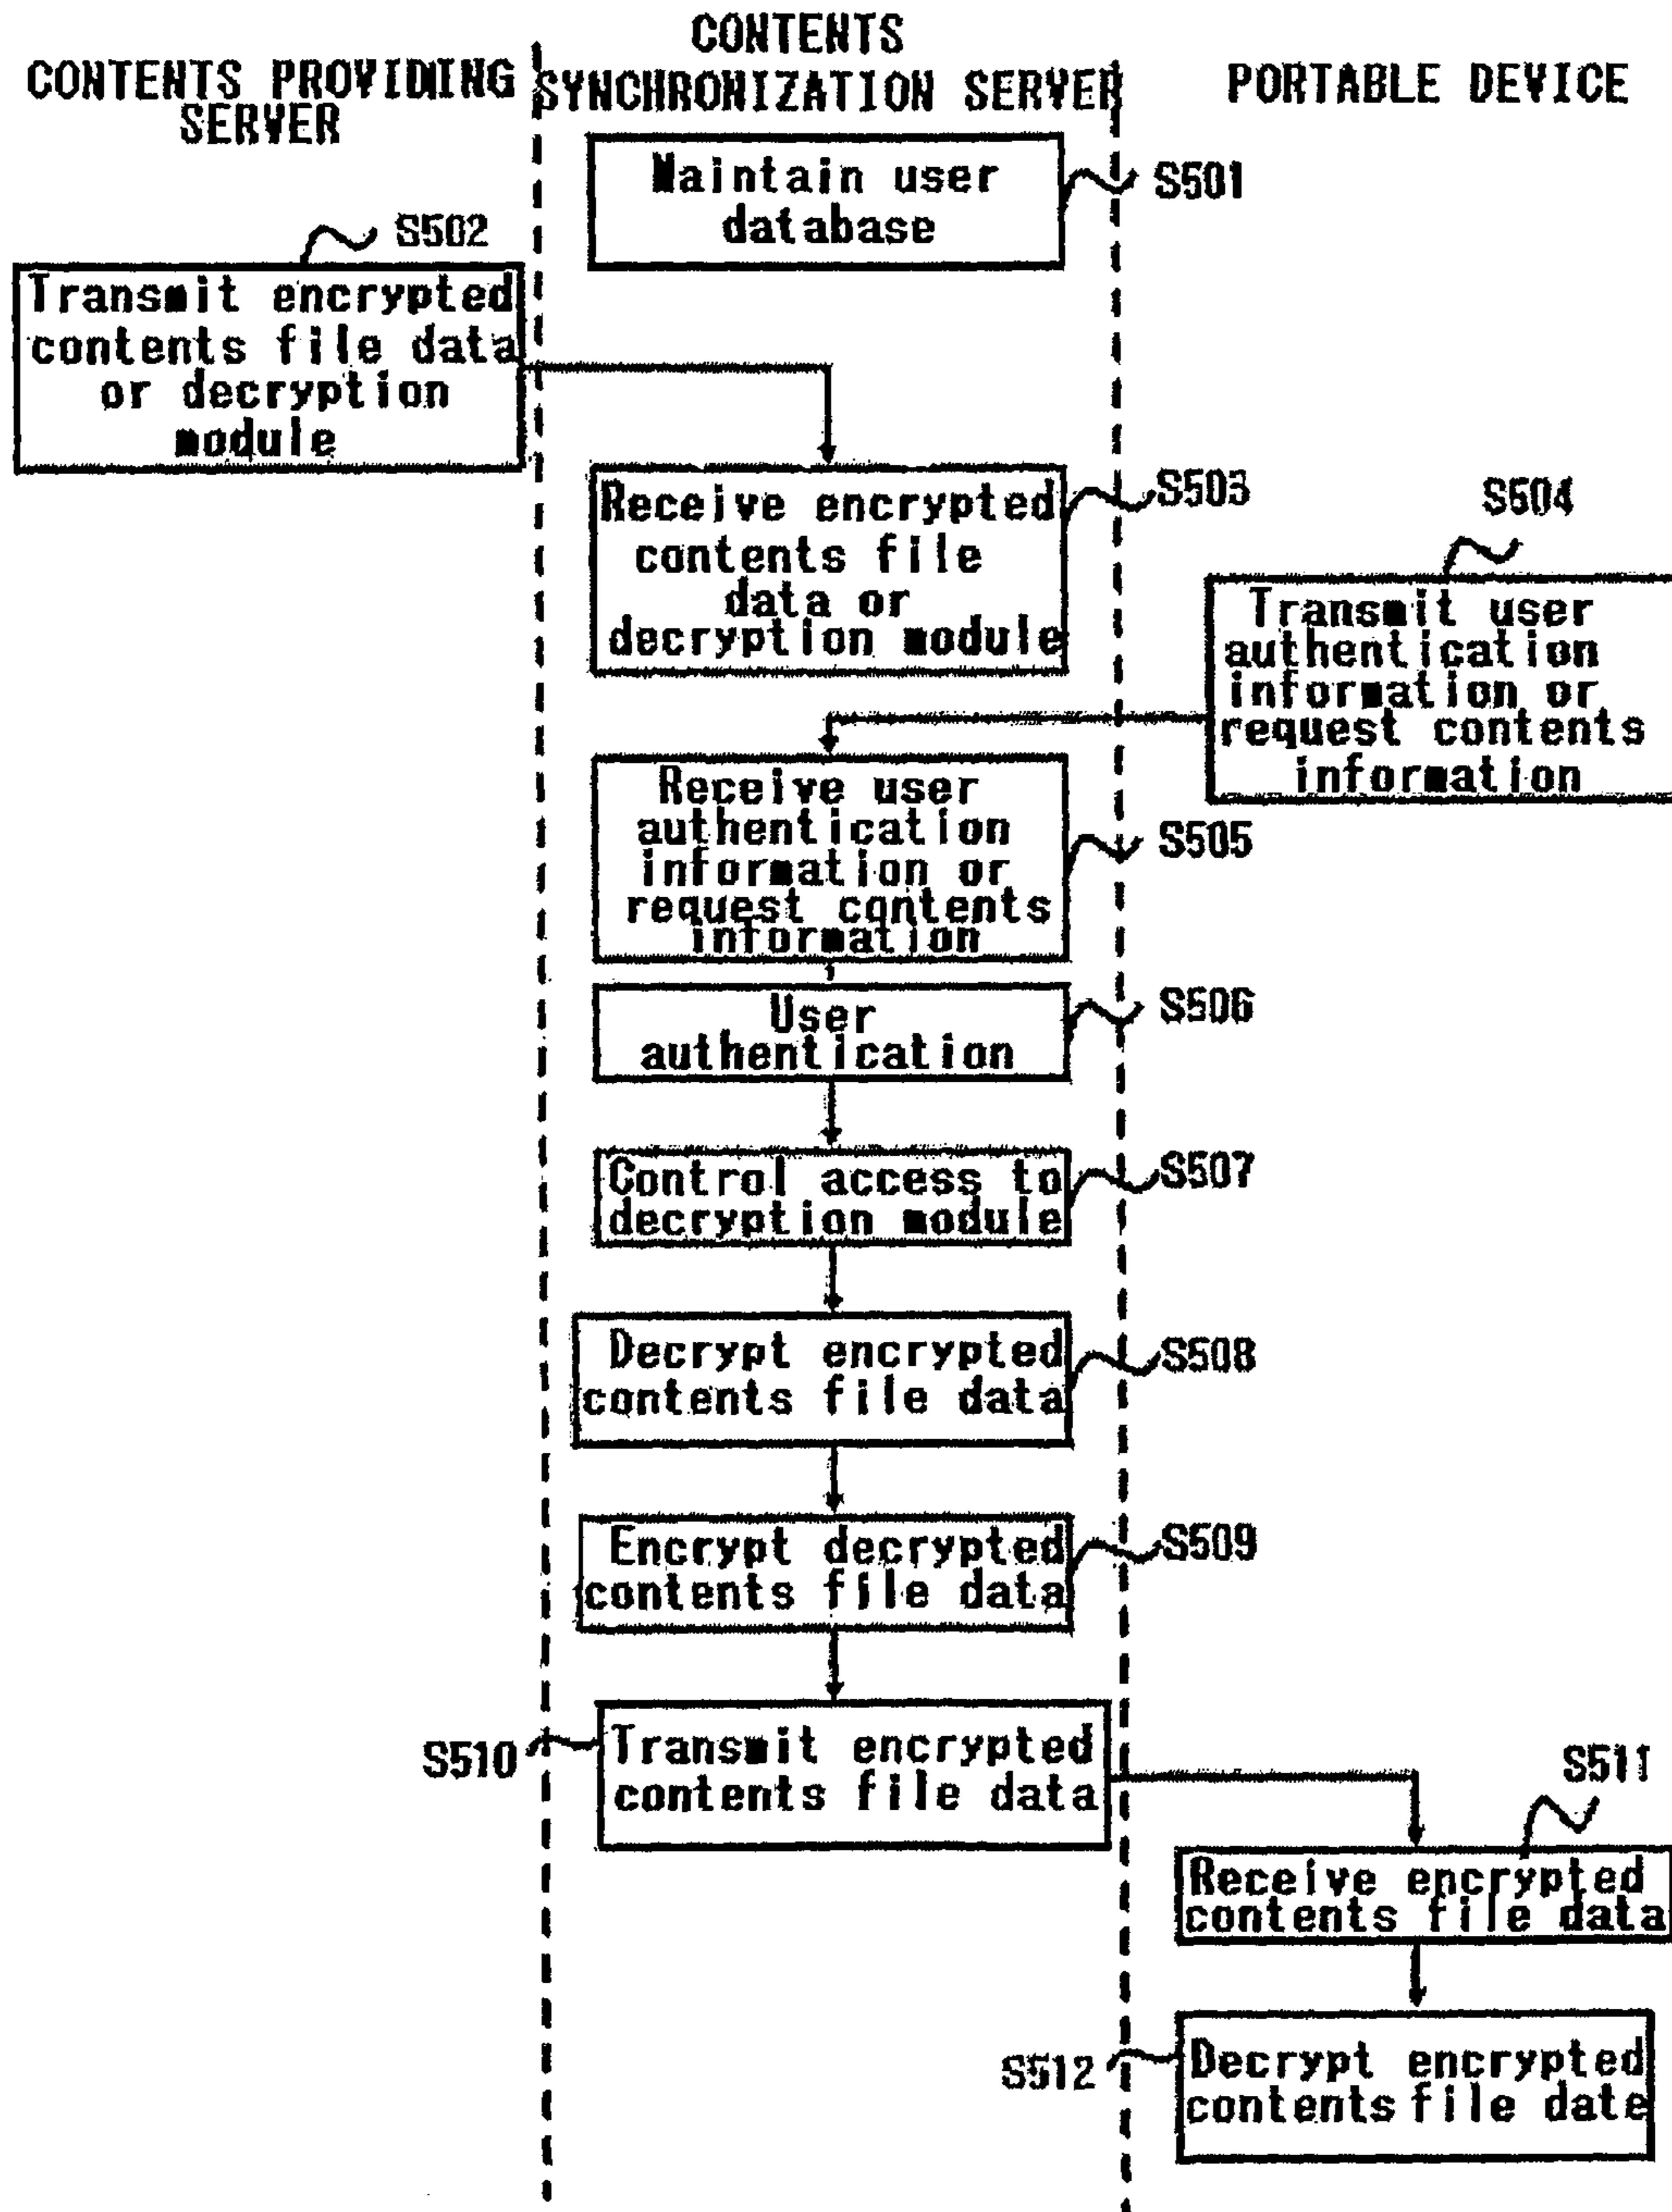 CONTENTS PROVIDING
SERVER
CONTENTS
SYNCHRONIZATION SERVER
PORTABLE DEVICE
Maintain user
database
S501
S502
Transmit encrypted
contents file data
or decryption
module
Receive encrypted
contents file
data or
decryption module
S503
S504
Transmit user
authentication
information or
request contents
information
Receive user
authentication
information or
request contents
information
S505
User
authentication
S506
Control access to
decryption module
S507
Decrypt encrypted
contents file data
S508
Encrypt decrypted
contents file data
S509
S510
Transmit encrypted
contents file data
S511
Receive encrypted
contents file data
S512
Decrypt encrypted
contents file date